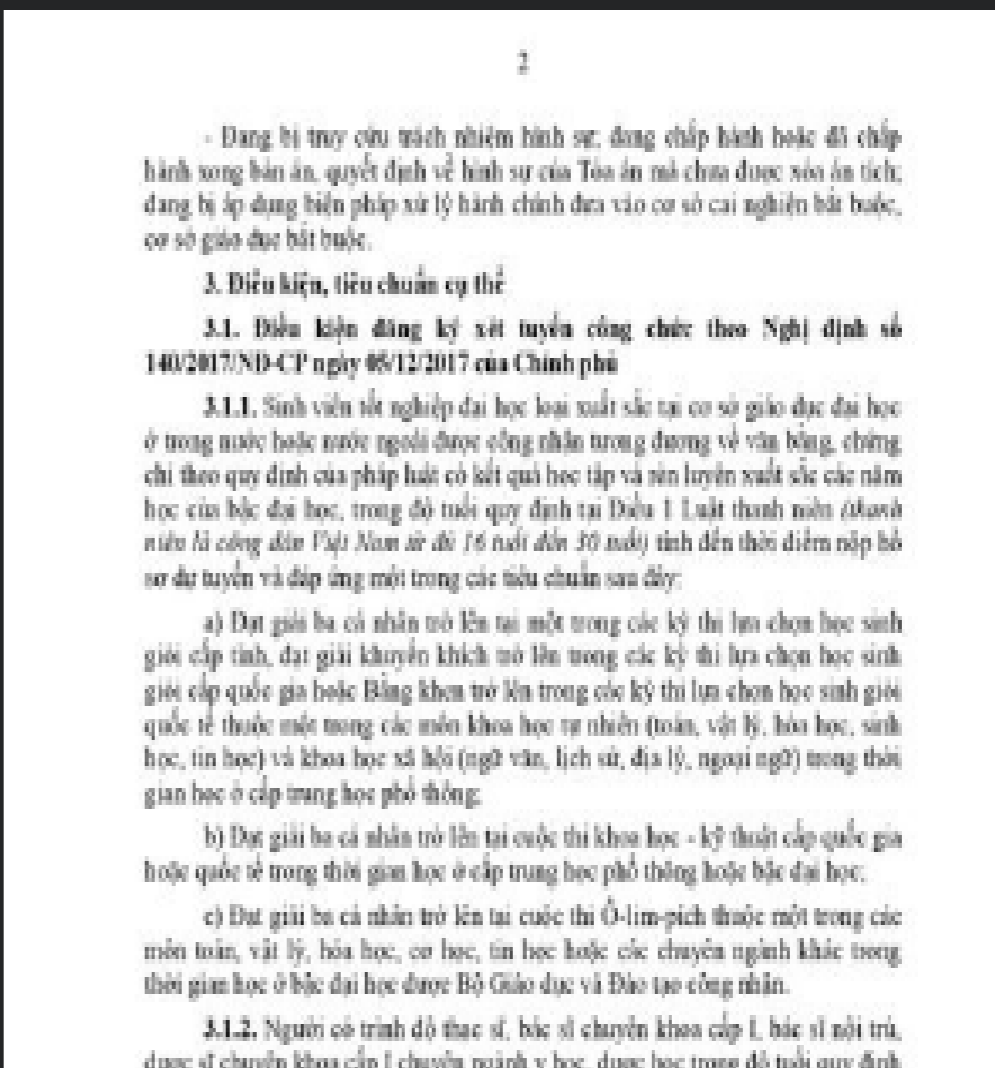 2
- Đang bị truy cứu trách nhiệm hình sự; đang chấp hành hoặc đã chấp
hành xong bản án, quyết định về hình sự của Tòa án mà chưa được xóa án tích;
đang bị áp dụng biện pháp xử lý hành chính đưa vào cơ sở cai nghiện bắt buộc,
cơ sở giáo dục bắt buộc.
3. Điều kiện, tiêu chuẩn cụ thể
3.1. Điều kiện đăng ký xét tuyển công chức theo Nghị định số
140/2017/NĐ-CP ngày 05/12/2017 của Chính phủ
3.1.1. Sinh viên tốt nghiệp đại học loại xuất sắc tại cơ sở giáo dục đại học
ở trong nước hoặc nước ngoài được công nhận tương đương về văn bằng, chứng
chỉ theo quy định của pháp luật có kết quả học tập và rèn luyện xuất sắc các năm
học của bậc đại học, trong độ tuổi quy định tại Điều 1 Luật thanh niên (thanh
niên là công dân Việt Nam từ đủ 16 tuổi đến 30 tuổi) tính đến thời điểm nộp hồ
sơ dự tuyển và đáp ứng một trong các tiêu chuẩn sau đây:
a) Đạt giải ba cá nhân trở lên tại một trong các kỳ thi lựa chọn học sinh
giỏi cấp tỉnh, đạt giải khuyến khích trở lên trong các kỳ thi lựa chọn học sinh
giỏi cấp quốc gia hoặc Bằng khen trở lên trong các kỳ thi lựa chọn học sinh giỏi
quốc tế thuộc một trong các môn khoa học tự nhiên (toán, vật lý, hóa học, sinh
học, tin học) và khoa học xã hội (ngữ văn, lịch sử, địa lý, ngoại ngữ) trong thời
gian học ở cấp trung học phổ thông;
b) Đạt giải ba cá nhân trở lên tại cuộc thi khoa học - kỹ thuật cấp quốc gia
hoặc quốc tế trong thời gian học ở cấp trung học phổ thông hoặc bậc đại học;
c) Đạt giải ba cá nhân trở lên tại cuộc thi Ô-lim-pích thuộc một trong các
môn toán, vật lý, hóa học, cơ học, tin học hoặc các chuyên ngành khác trong
thời gian học ở bậc đại học được Bộ Giáo dục và Đào tạo công nhận.
3.1.2. Người có trình độ thạc sĩ, bác sĩ chuyên khoa cấp I, bác sĩ nội trú,
dược sĩ chuyên khoa cấp I chuyên ngành y học, dược học trong độ tuổi quy định